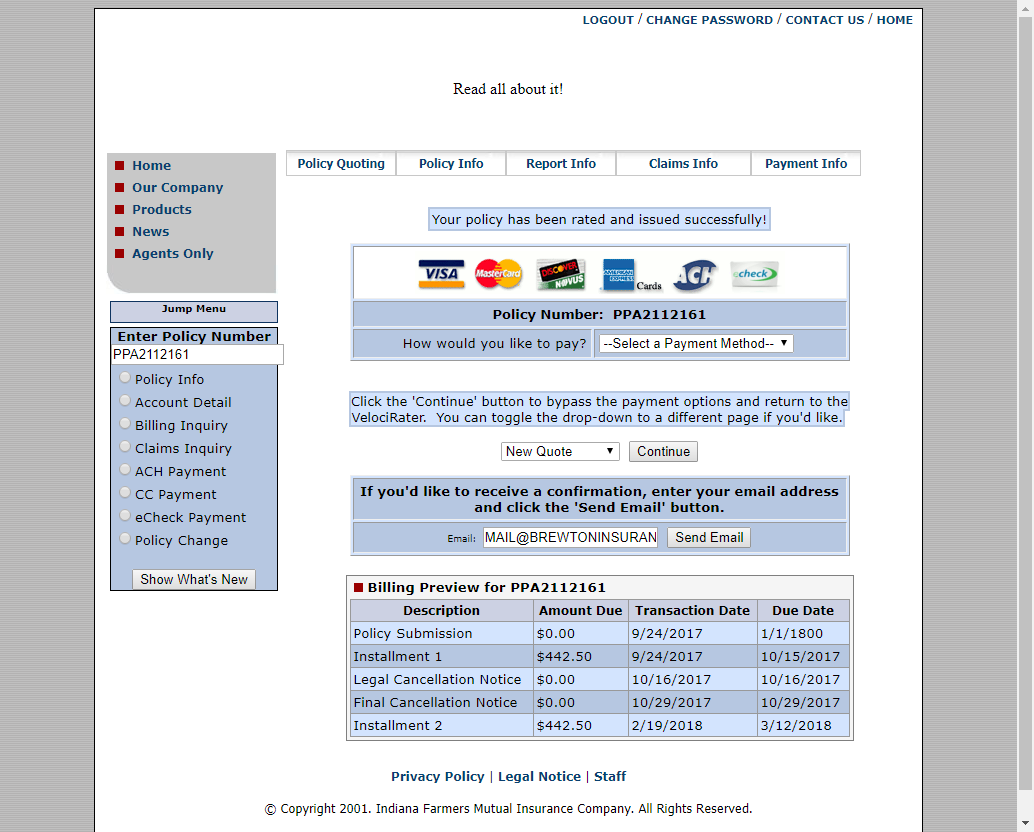 LOGOUT / CHANGE PASSWORD / CONTACT US / HOME
Read all about it!
Home
Our Company
Products
News
Agents Only
Policy Quoting
Policy Info
Report Info
Claims Info
Payment Info
Your policy has been rated and issued successfully!
VISA
MasterCard
DISCOVER
NOVUS
AMERICAN EXPRESS
Cards
ACH
echeck
Policy Number: PPA2112161
How would you like to pay? --Select a Payment Method--
Jump Menu
Enter Policy Number
PPA2112161
Policy Info
Account Detail
Billing Inquiry
Claims Inquiry
ACH Payment
CC Payment
eCheck Payment
Policy Change
Show What's New
Click the 'Continue' button to bypass the payment options and return to the
VelociRater. You can toggle the drop-down to a different page if you'd like.
New Quote Continue
If you'd like to receive a confirmation, enter your email address
and click the 'Send Email' button.
Email: MAIL@BREWTONINSURAN Send Email
Billing Preview for PPA2112161
Description Amount Due Transaction Date Due Date
Policy Submission $0.00 9/24/2017 1/1/1800
Installment 1 $442.50 9/24/2017 10/15/2017
Legal Cancellation Notice $0.00 10/16/2017 10/16/2017
Final Cancellation Notice $0.00 10/29/2017 10/29/2017
Installment 2 $442.50 2/19/2018 3/12/2018
Privacy Policy | Legal Notice | Staff
© Copyright 2001. Indiana Farmers Mutual Insurance Company. All Rights Reserved.